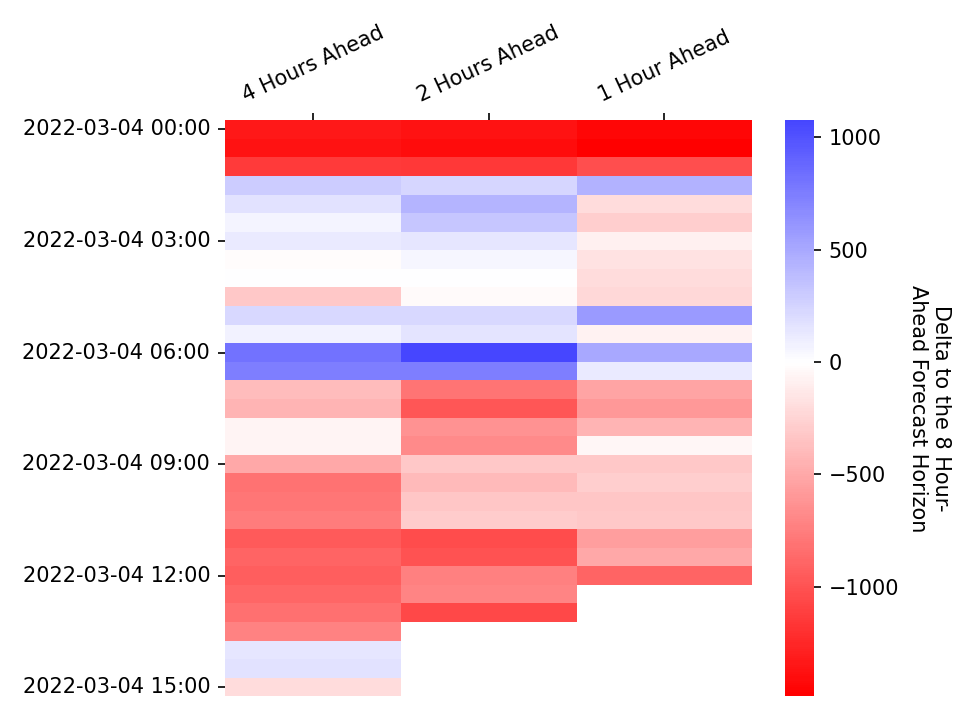 4 Hours Ahead
2 Hours Ahead
1 Hour Ahead
2022-03-04 00:00
2022-03-04 03:00
2022-03-04 06:00
2022-03-04 09:00
2022-03-04 12:00
2022-03-04 15:00
1000
500
0
−500
−1000
Delta to the 8 Hour-
Ahead Forecast Horizon